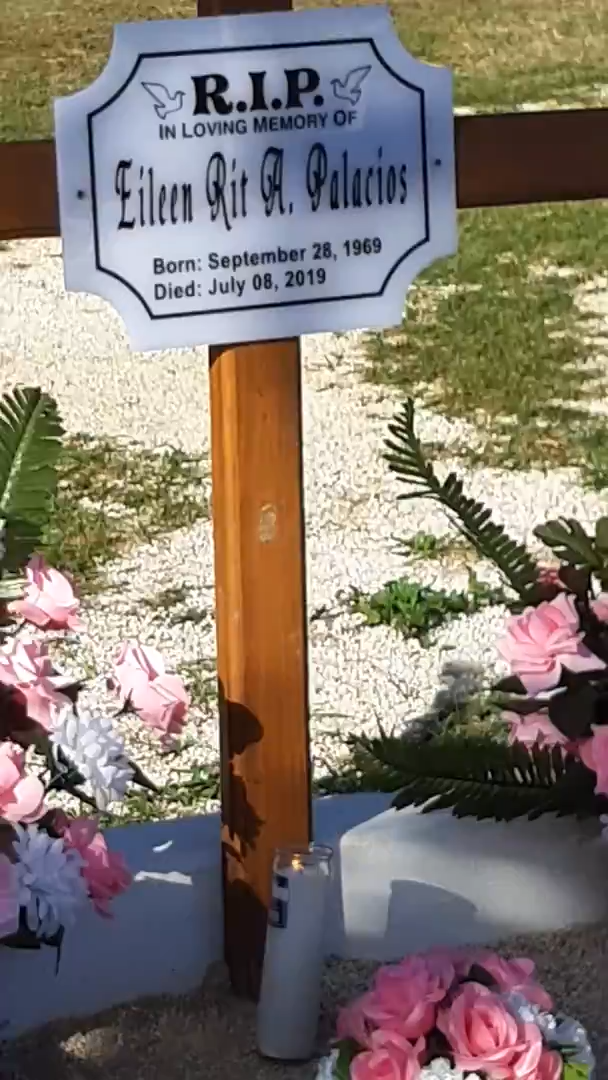 R.I.P.
IN LOVING MEMORY OF
Eileen Rit A. Palacios
Born: September 28, 1969
Died: July 08, 2019